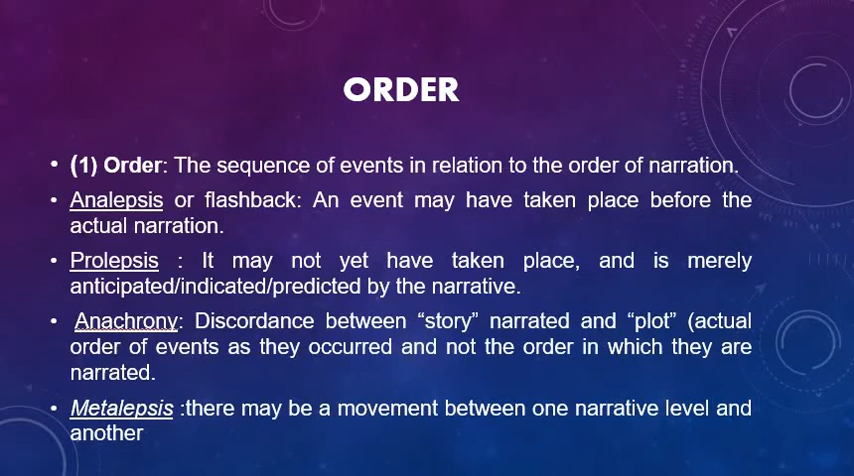 ORDER
• (1) Order: The sequence of events in relation to the order of narration.
• Analepsis or flashback: An event may have taken place before the
actual narration.
• Prolepsis : It may not yet have taken place, and is merely
anticipated/indicated/predicted by the narrative.
• Anachrony: Discordance between “story” narrated and “plot” (actual
order of events as they occurred and not the order in which they are
narrated.
• Metalepsis :there may be a movement between one narrative level and
another